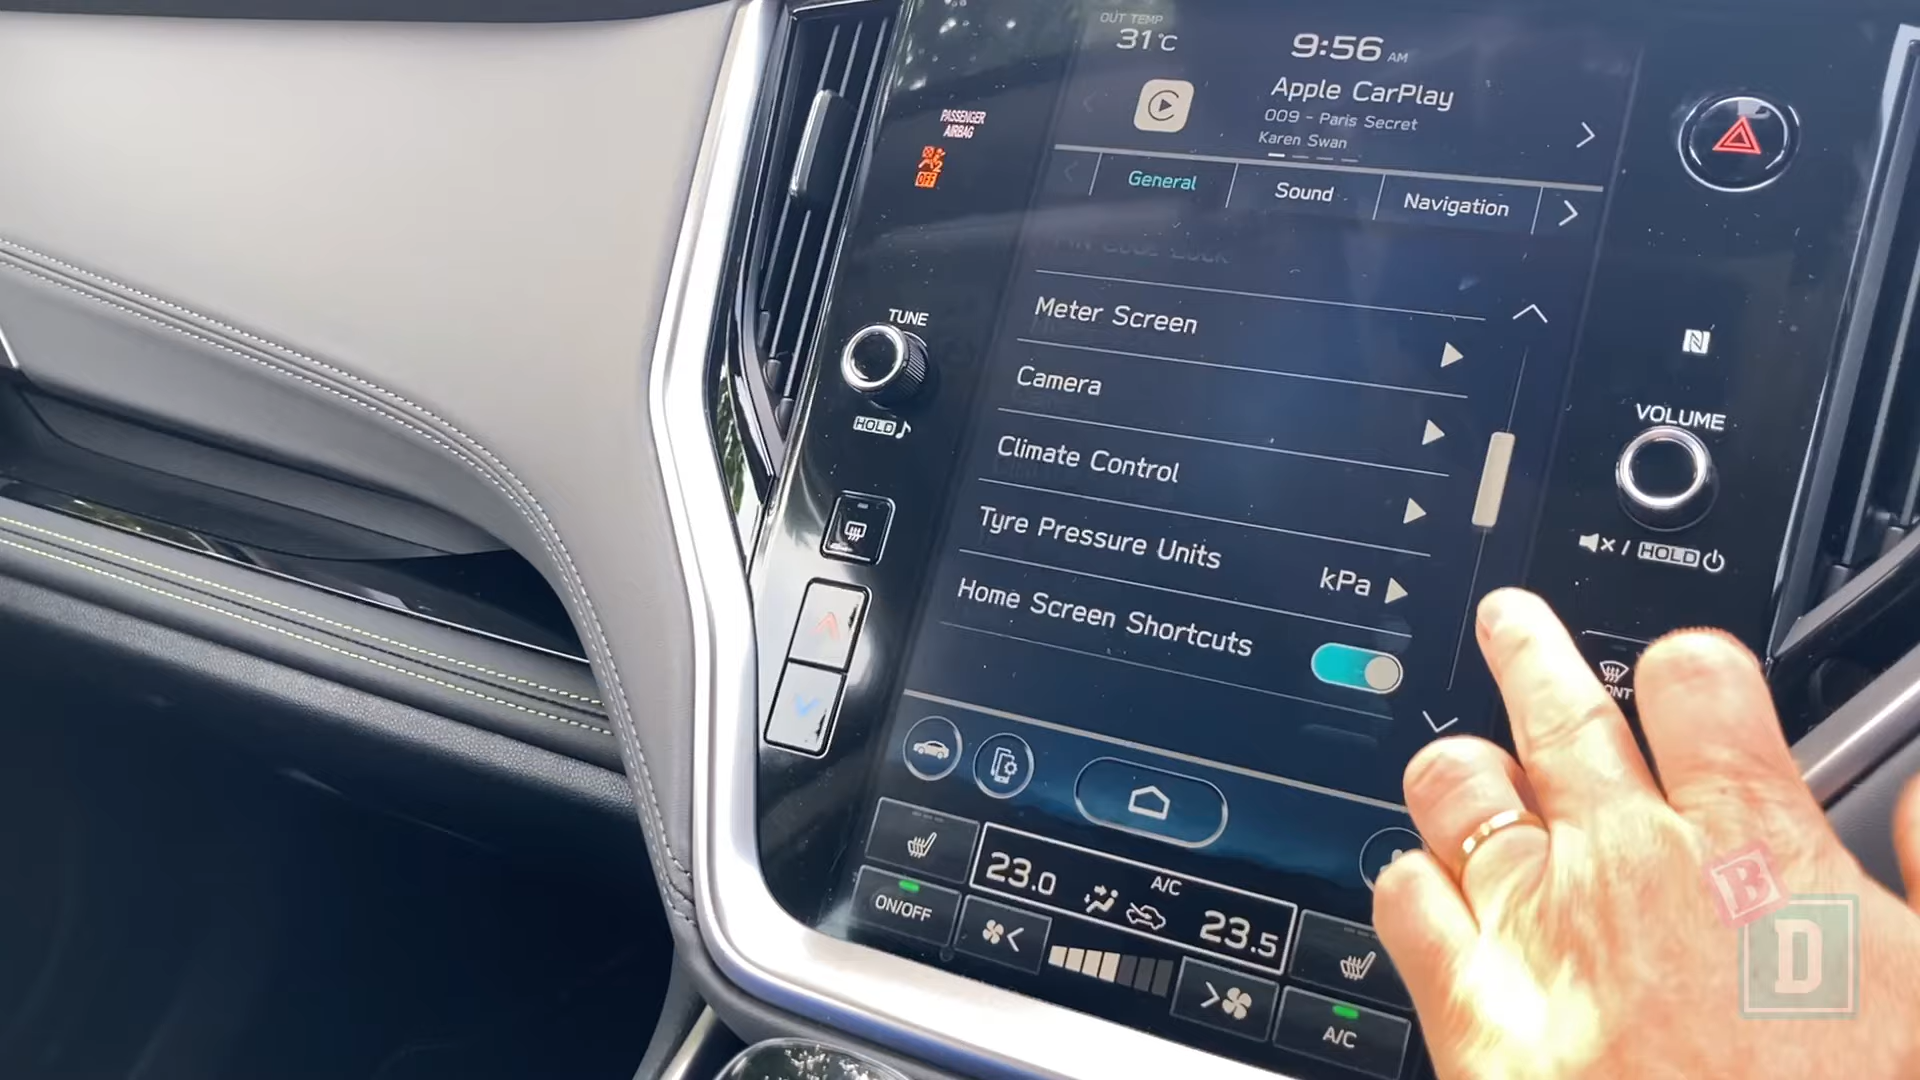 OUT TEMP
31°C
9:56 AM
Apple CarPlay
009 - Paris Secret
Karen Swan
PASSENGER
AIRBAG
OFF
General
Sound
Navigation
Meter Screen
Camera
Climate Control
Tyre Pressure Units
kPa
Home Screen Shortcuts
TUNE
HOLD
N
VOLUME
/ HOLD
23.0
A/C
23.5
ON/OFF
A/C
B
D